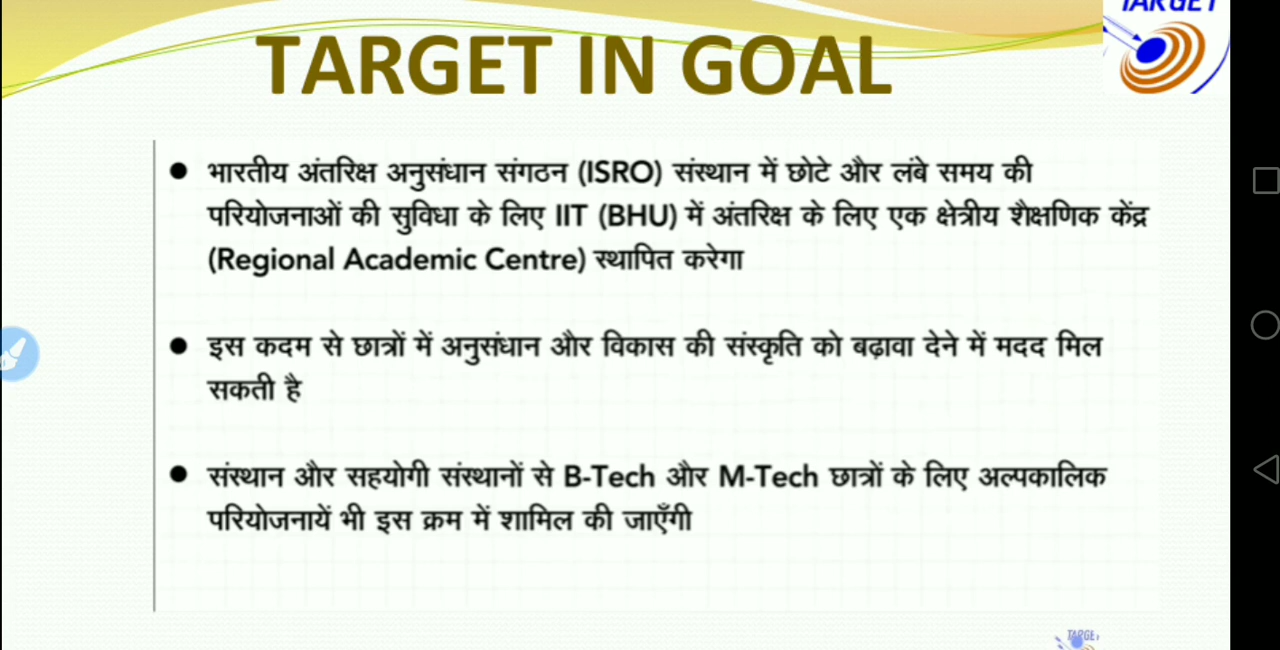 TARGET
TARGET IN GOAL
● भारतीय अंतरिक्ष अनुसंधान संगठन (ISRO) संस्थान में छोटे और लंबे समय की
परियोजनाओं की सुविधा के लिए IIT (BHU) में अंतरिक्ष के लिए एक क्षेत्रीय शैक्षणिक केंद्र
(Regional Academic Centre) स्थापित करेगा
● इस कदम से छात्रों में अनुसंधान और विकास की संस्कृति को बढ़ावा देने में मदद मिल
सकती है
● संस्थान और सहयोगी संस्थानों से B-Tech और M-Tech छात्रों के लिए अल्पकालिक
परियोजनायें भी इस क्रम में शामिल की जाएँगी
TARGET